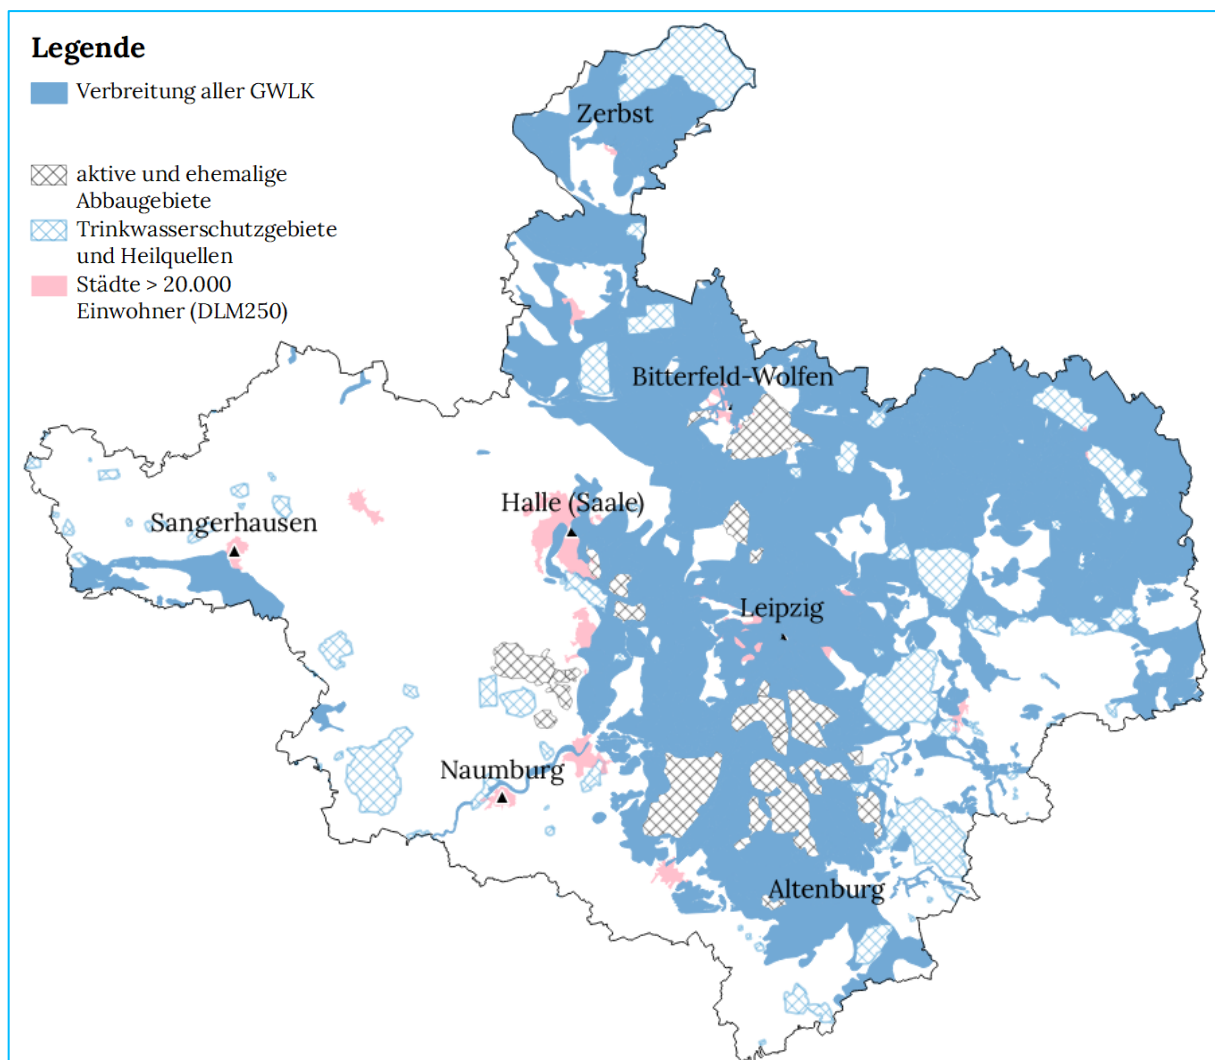 Legende
Verbreitung aller GWLK
aktive und ehemalige
Abbaugebiete
Trinkwasserschutzgebiete
und Heilquellen
Städte > 20.000
Einwohner (DLM250)
Zerbst
Bitterfeld-Wolfen
Halle (Saale)
Sangerhausen
Leipzig
Naumburg
Altenburg